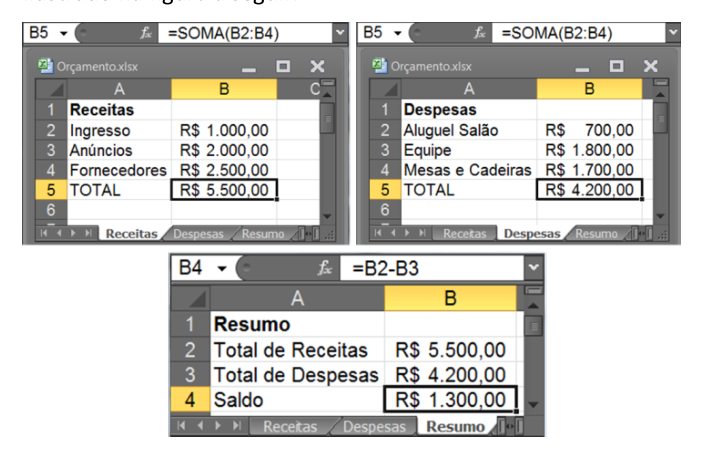 B5 fx =SOMA(B2:B4)
Orçamento.xlsx
A B C
1 Receitas
2 Ingresso R$ 1.000,00
3 Anúncios R$ 2.000,00
4 Fornecedores R$ 2.500,00
5 TOTAL R$ 5.500,00
6
Receitas Despesas Resumo
B5 fx =SOMA(B2:B4)
Orçamento.xlsx
A B
1 Despesas
2 Aluguel Salão R$ 700,00
3 Equipe R$ 1.800,00
4 Mesas e Cadeiras R$ 1.700,00
5 TOTAL R$ 4.200,00
6
Receitas Despesas Resumo
B4 fx =B2-B3
A B
1 Resumo
2 Total de Receitas R$ 5.500,00
3 Total de Despesas R$ 4.200,00
4 Saldo R$ 1.300,00
Receitas Despesas Resumo